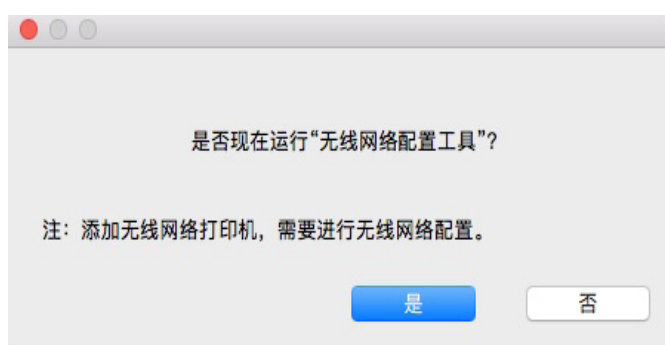 是否现在运行“无线网络配置工具”?
注：添加无线网络打印机，需要进行无线网络配置。
是
否